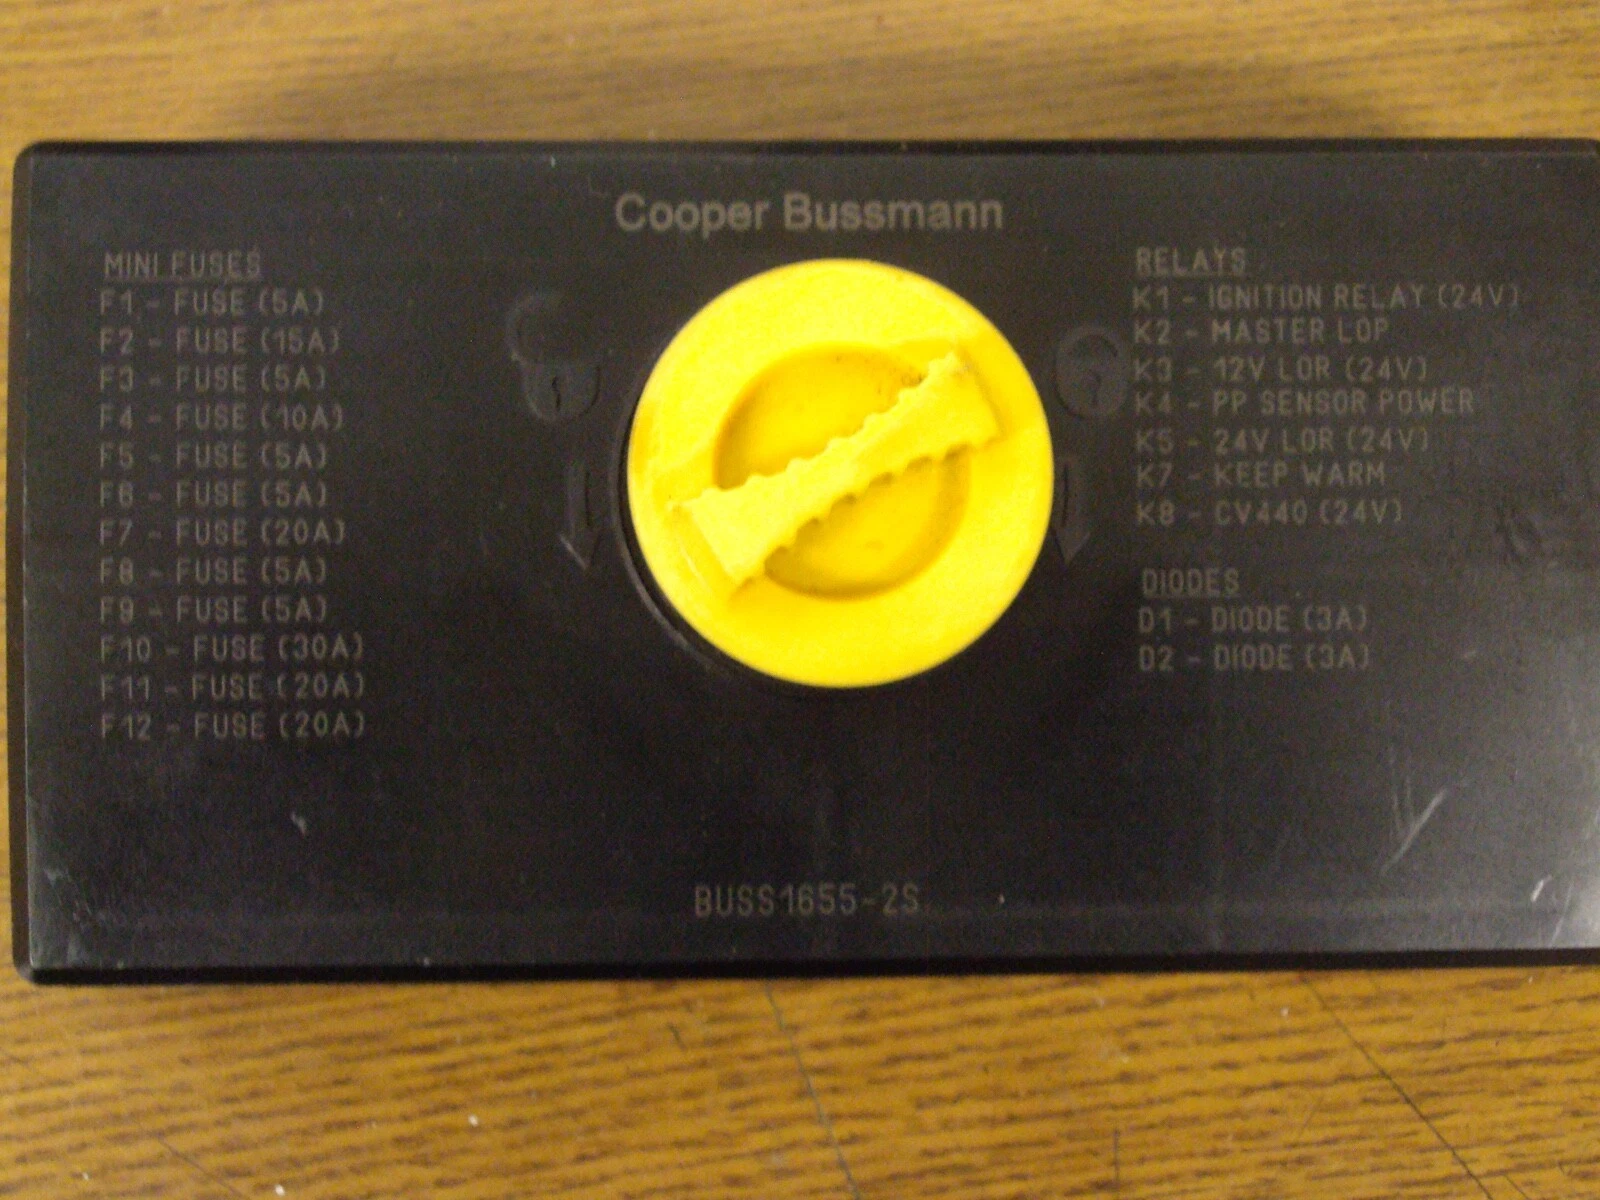 Cooper Bussmann
MINI FUSES
F1 - FUSE (5A)
F2 - FUSE (15A)
F3 - FUSE (5A)
F4 - FUSE (10A)
F5 - FUSE (5A)
F6 - FUSE (5A)
F7 - FUSE (20A)
F8 - FUSE (5A)
F9 - FUSE (5A)
F10 - FUSE (30A)
F11 - FUSE (20A)
F12 - FUSE (20A)
RELAYS
K1 - IGNITION RELAY (24V)
K2 - MASTER LOP
K3 - 12V LOR (24V)
K4 - PP SENSOR POWER
K5 - 24V LOR (24V)
K7 - KEEP WARM
K8 - CV440 (24V)
DIODES
D1 - DIODE (3A)
D2 - DIODE (3A)
BUSS1655-2S